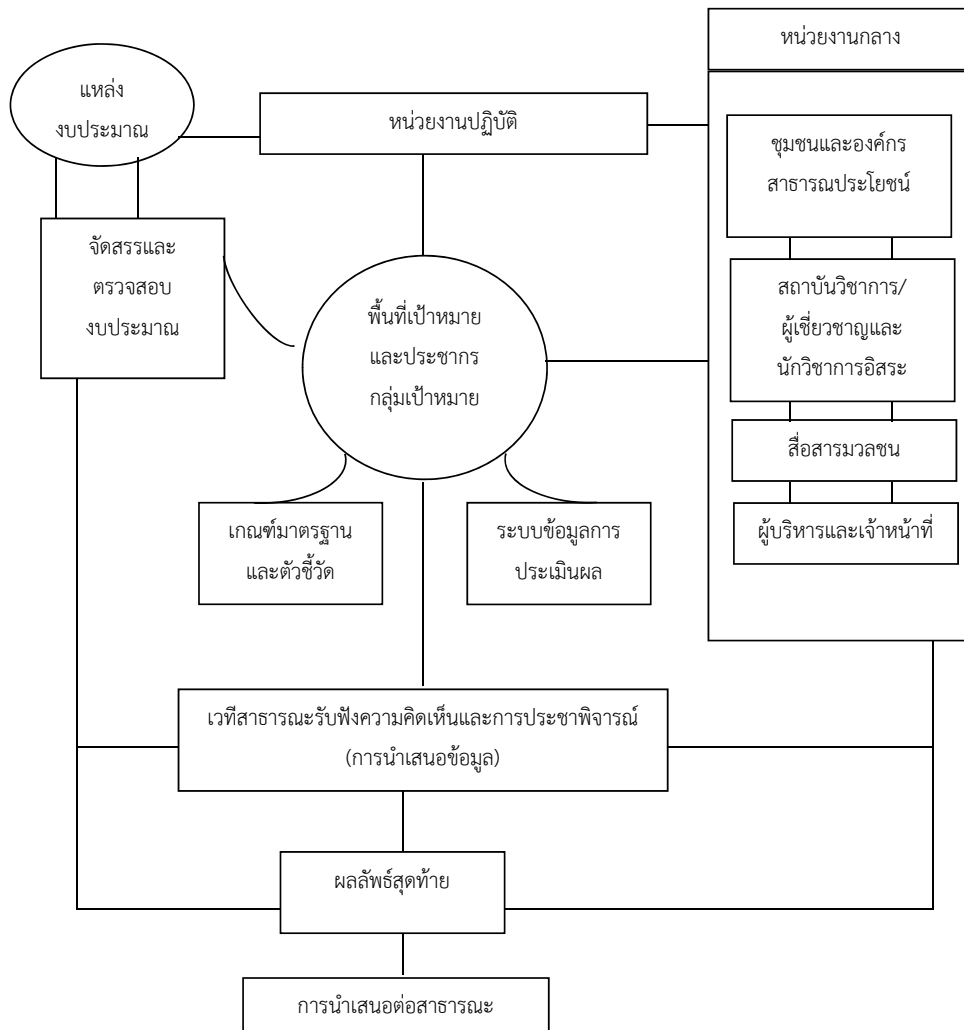 หน่วยงานกลาง
แหล่ง
งบประมาณ
หน่วยงานปฏิบัติ
ชุมชนและองค์กร
สาธารณประโยชน์
จัดสรรและ
ตรวจสอบ
งบประมาณ
สถาบันวิชาการ/
ผู้เชี่ยวชาญและ
นักวิชาการอิสระ
พื้นที่เป้าหมาย
และประชากร
กลุ่มเป้าหมาย
สื่อสารมวลชน
ผู้บริหารและเจ้าหน้าที่
เกณฑ์มาตรฐาน
และตัวชี้วัด
ระบบข้อมูลการ
ประเมินผล
เวทีสาธารณะรับฟังความคิดเห็นและการประชาพิจารณ์
(การนำเสนอข้อมูล)
ผลลัพธ์สุดท้าย
การนำเสนอต่อสาธารณะ